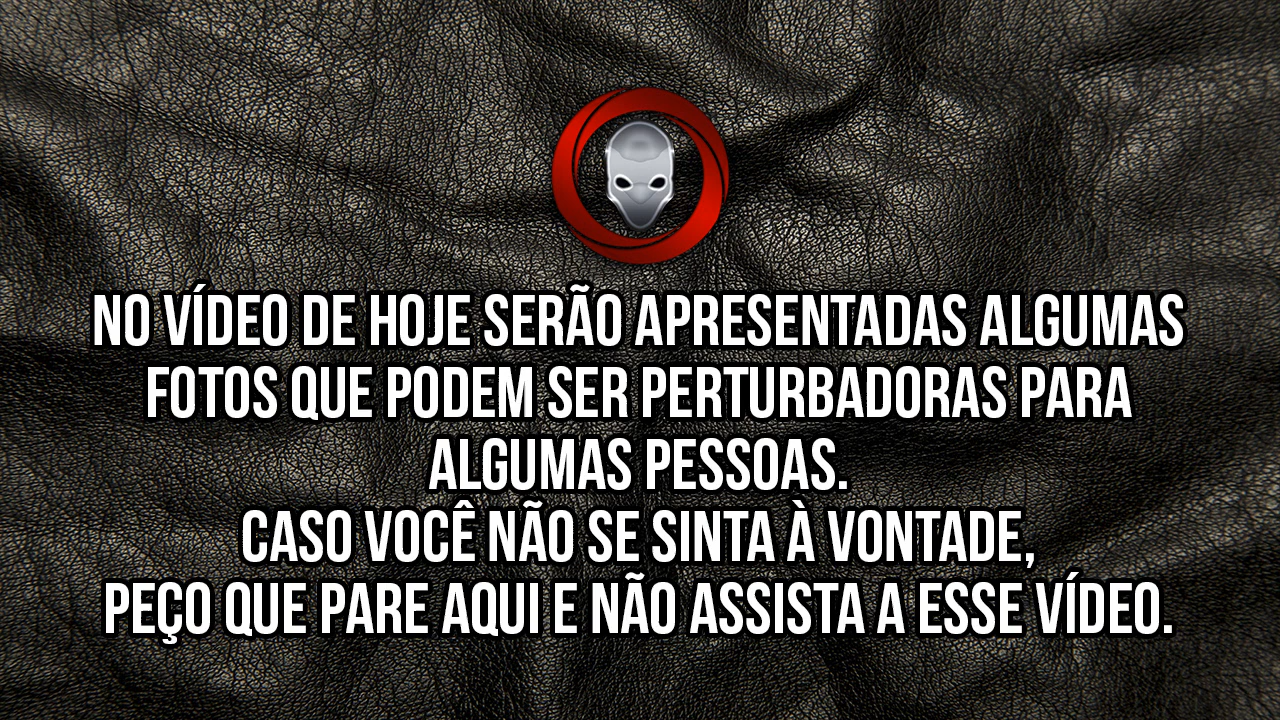 NO VÍDEO DE HOJE SERÃO APRESENTADAS ALGUMAS
FOTOS QUE PODEM SER PERTURBADORAS PARA
ALGUMAS PESSOAS.
CASO VOCÊ NÃO SE SINTA À VONTADE,
PEÇO QUE PARE AQUI E NÃO ASSISTA A ESSE VÍDEO.